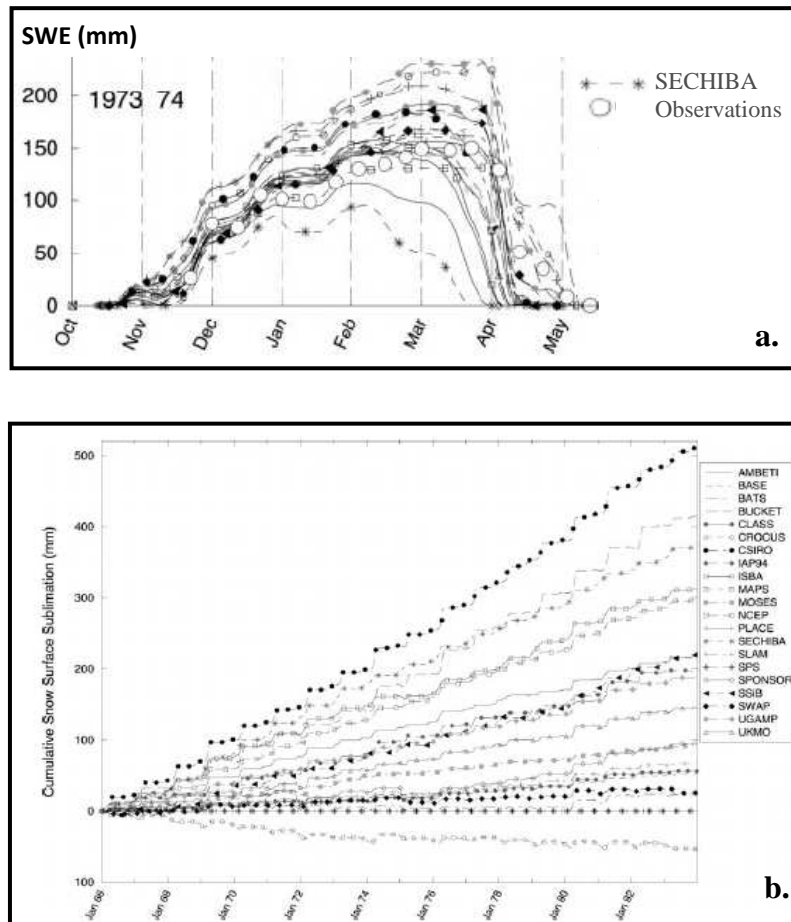 SWE (mm)
200
150
100
50
0
1973 74
SECHIBA
Observations
Oct
Nov
Dec
Jan
Feb
Mar
Apr
May
a.
500
400
300
200
100
0
100
Cumulative Snow Surface Sublimation (mm)
Jan 66
Jan 68
Jan 70
Jan 72
Jan 74
Jan 76
Jan 78
Jan 80
Jan 82
AMBETI
BASE
BATS
BUCKET
CLASS
CROCUS
CSIRO
IAP94
ISBA
MAPS
MOSES
NCEP
PLACE
SECHIBA
SLAM
SPS
SPONSOR
SSiB
SWAP
UGAMP
UKMO
b.